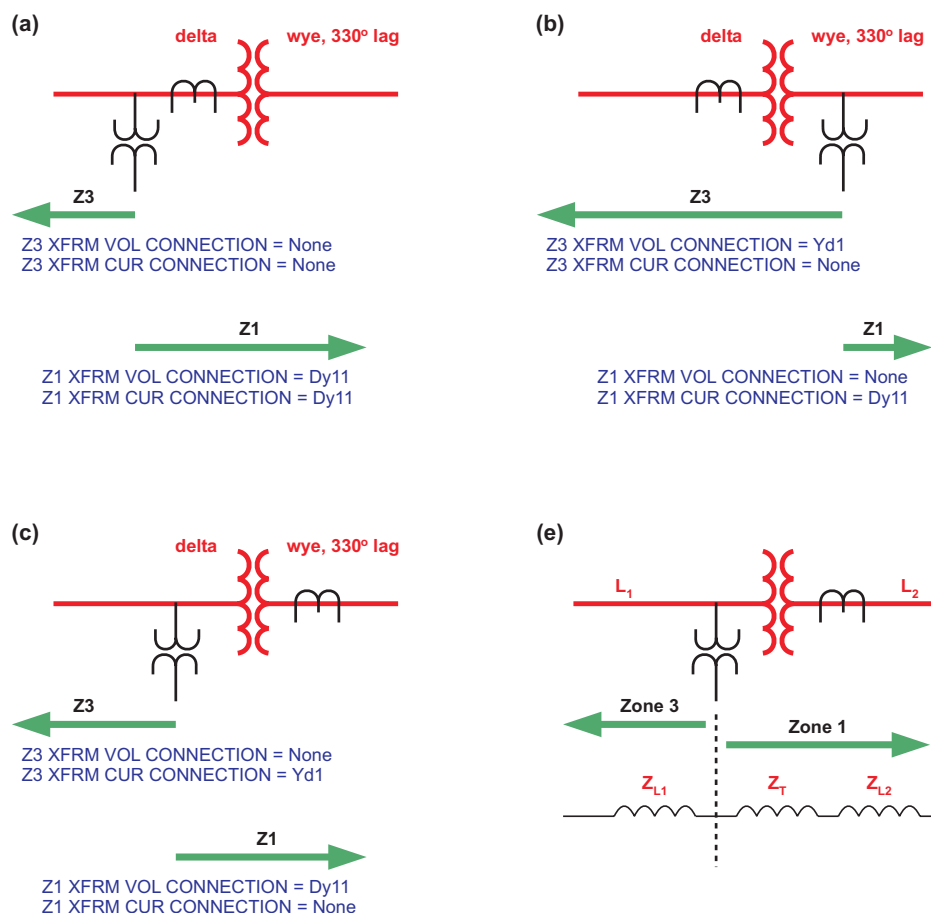 (a)
delta
wye, 330º lag
Z3
Z3 XFRM VOL CONNECTION = None
Z3 XFRM CUR CONNECTION = None
Z1
Z1 XFRM VOL CONNECTION = Dy11
Z1 XFRM CUR CONNECTION = Dy11
(b)
delta
wye, 330º lag
Z3
Z3 XFRM VOL CONNECTION = Yd1
Z3 XFRM CUR CONNECTION = None
Z1
Z1 XFRM VOL CONNECTION = None
Z1 XFRM CUR CONNECTION = Dy11
(c)
delta
wye, 330º lag
Z3
Z3 XFRM VOL CONNECTION = None
Z3 XFRM CUR CONNECTION = Yd1
Z1
Z1 XFRM VOL CONNECTION = Dy11
Z1 XFRM CUR CONNECTION = None
(e)
L1
L2
Zone 3
Zone 1
ZL1
ZT
ZL2